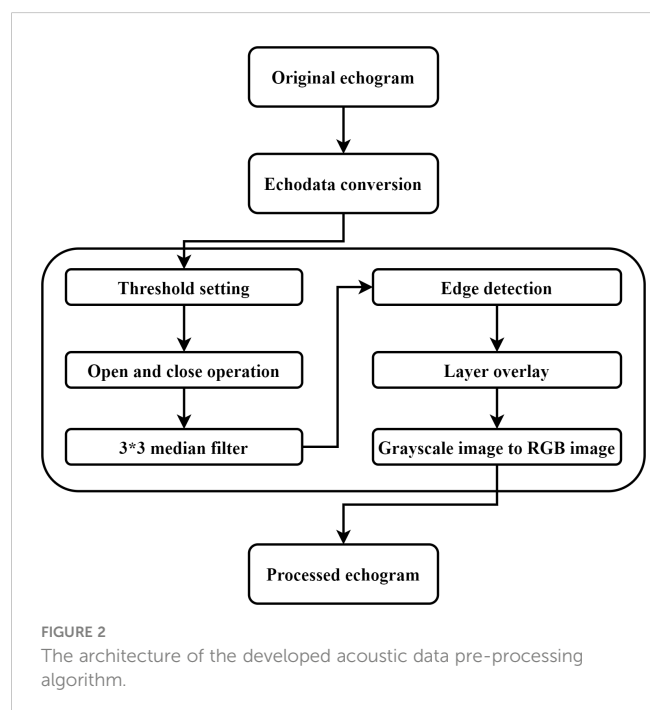 Original echogram
Echodata conversion
Threshold setting
Open and close operation
3*3 median filter
Edge detection
Layer overlay
Grayscale image to RGB image
Processed echogram
FIGURE 2
The architecture of the developed acoustic data pre-processing
algorithm.